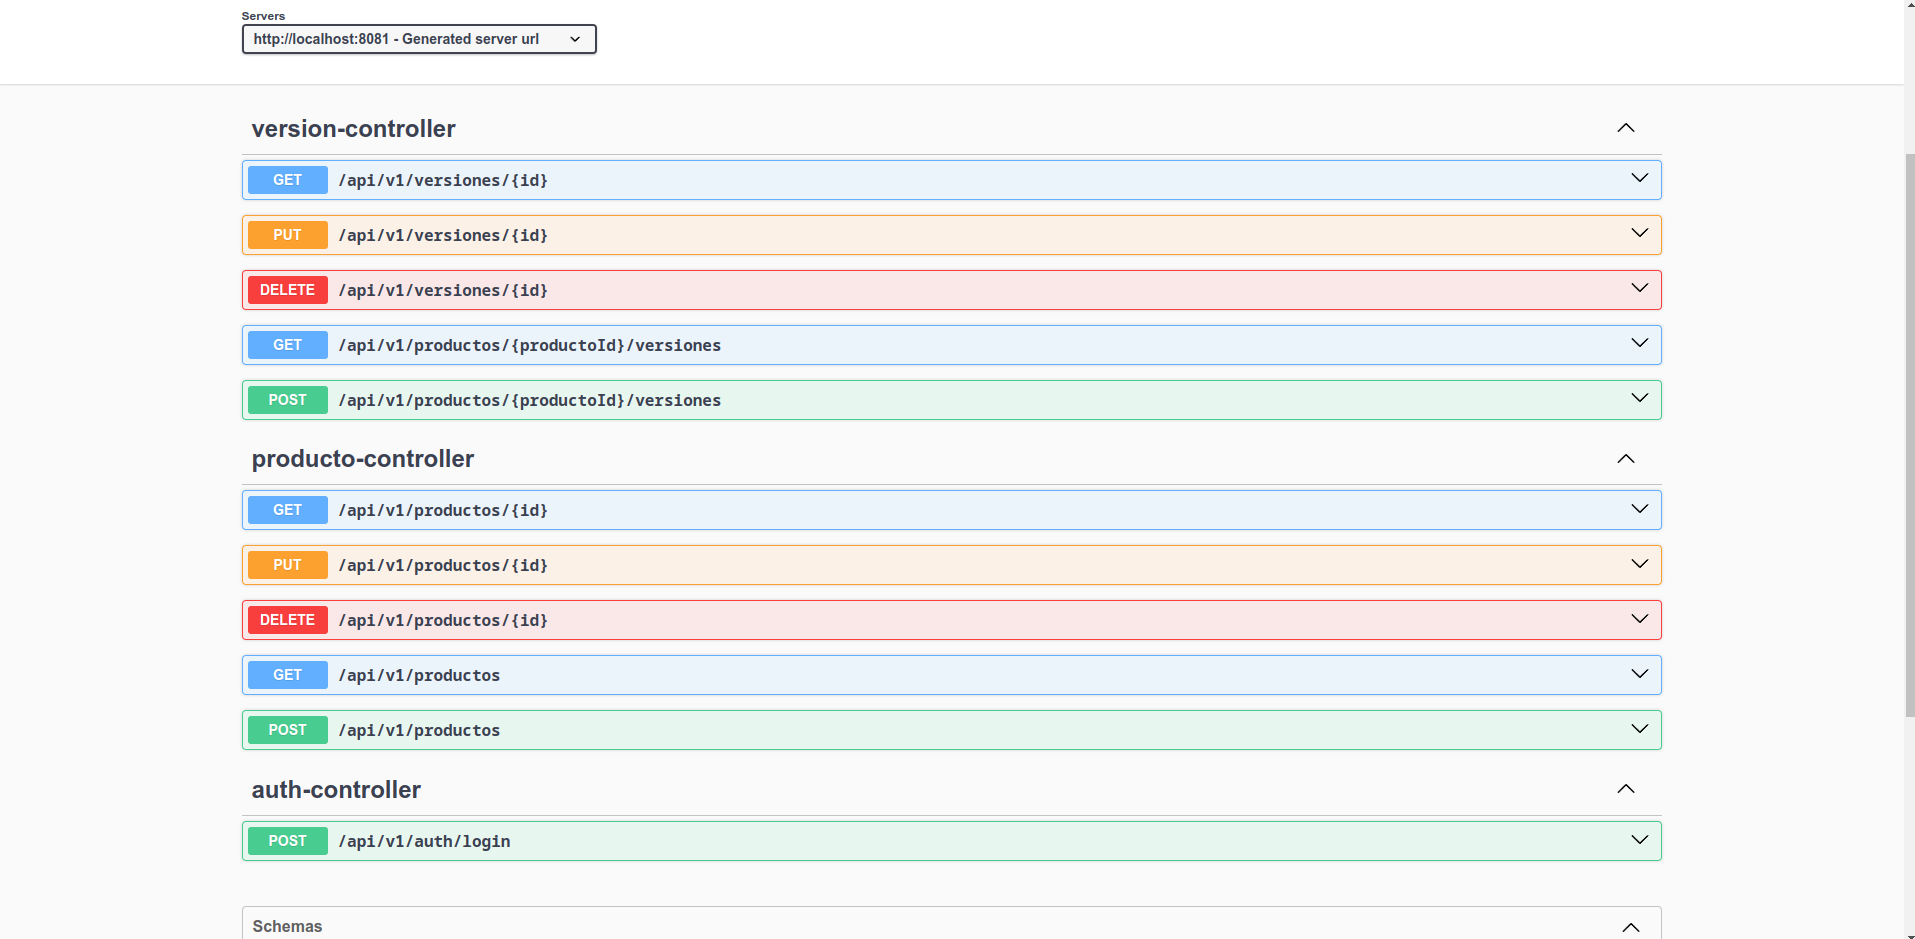 Servers
http://localhost:8081 - Generated server url
version-controller
GET /api/v1/versiones/{id}
PUT /api/v1/versiones/{id}
DELETE /api/v1/versiones/{id}
GET /api/v1/productos/{productoId}/versiones
POST /api/v1/productos/{productoId}/versiones
producto-controller
GET /api/v1/productos/{id}
PUT /api/v1/productos/{id}
DELETE /api/v1/productos/{id}
GET /api/v1/productos
POST /api/v1/productos
auth-controller
POST /api/v1/auth/login
Schemas